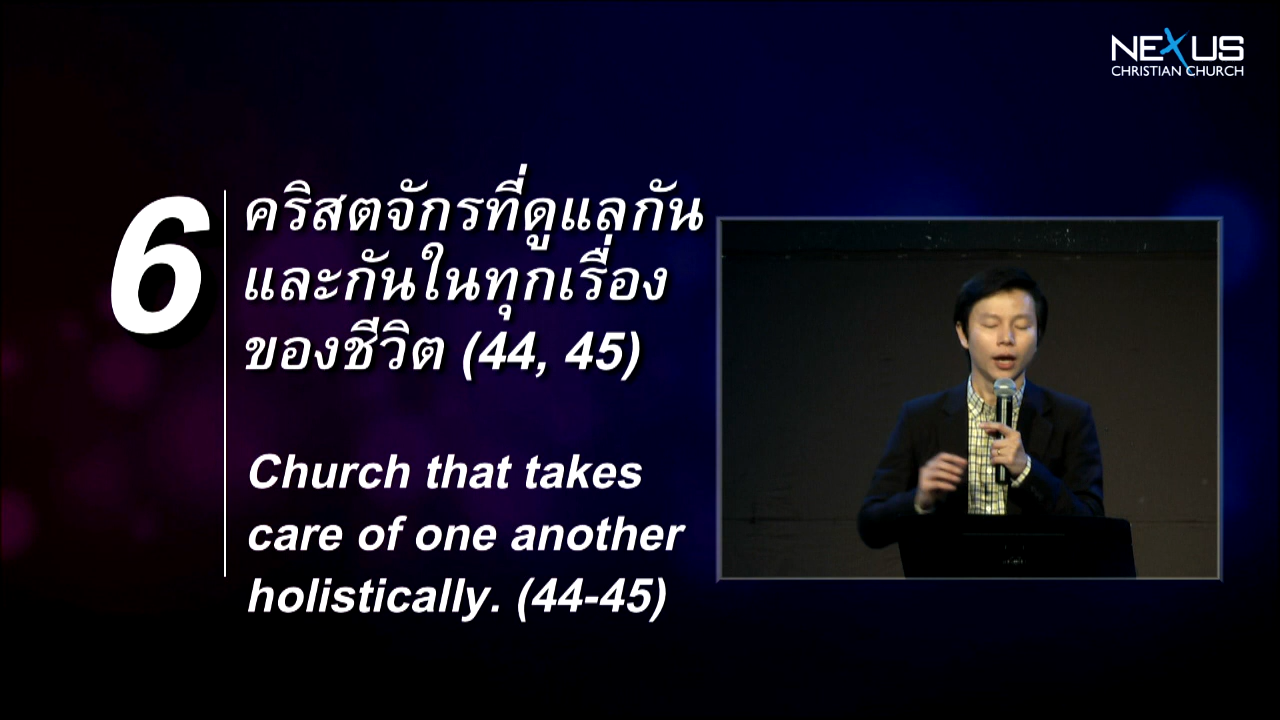 NEXUS
CHRISTIAN CHURCH
6
คริสตจักรที่ดูแลกัน
และกันในทุกเรื่อง
ของชีวิต (44, 45)
Church that takes
care of one another
holistically. (44-45)